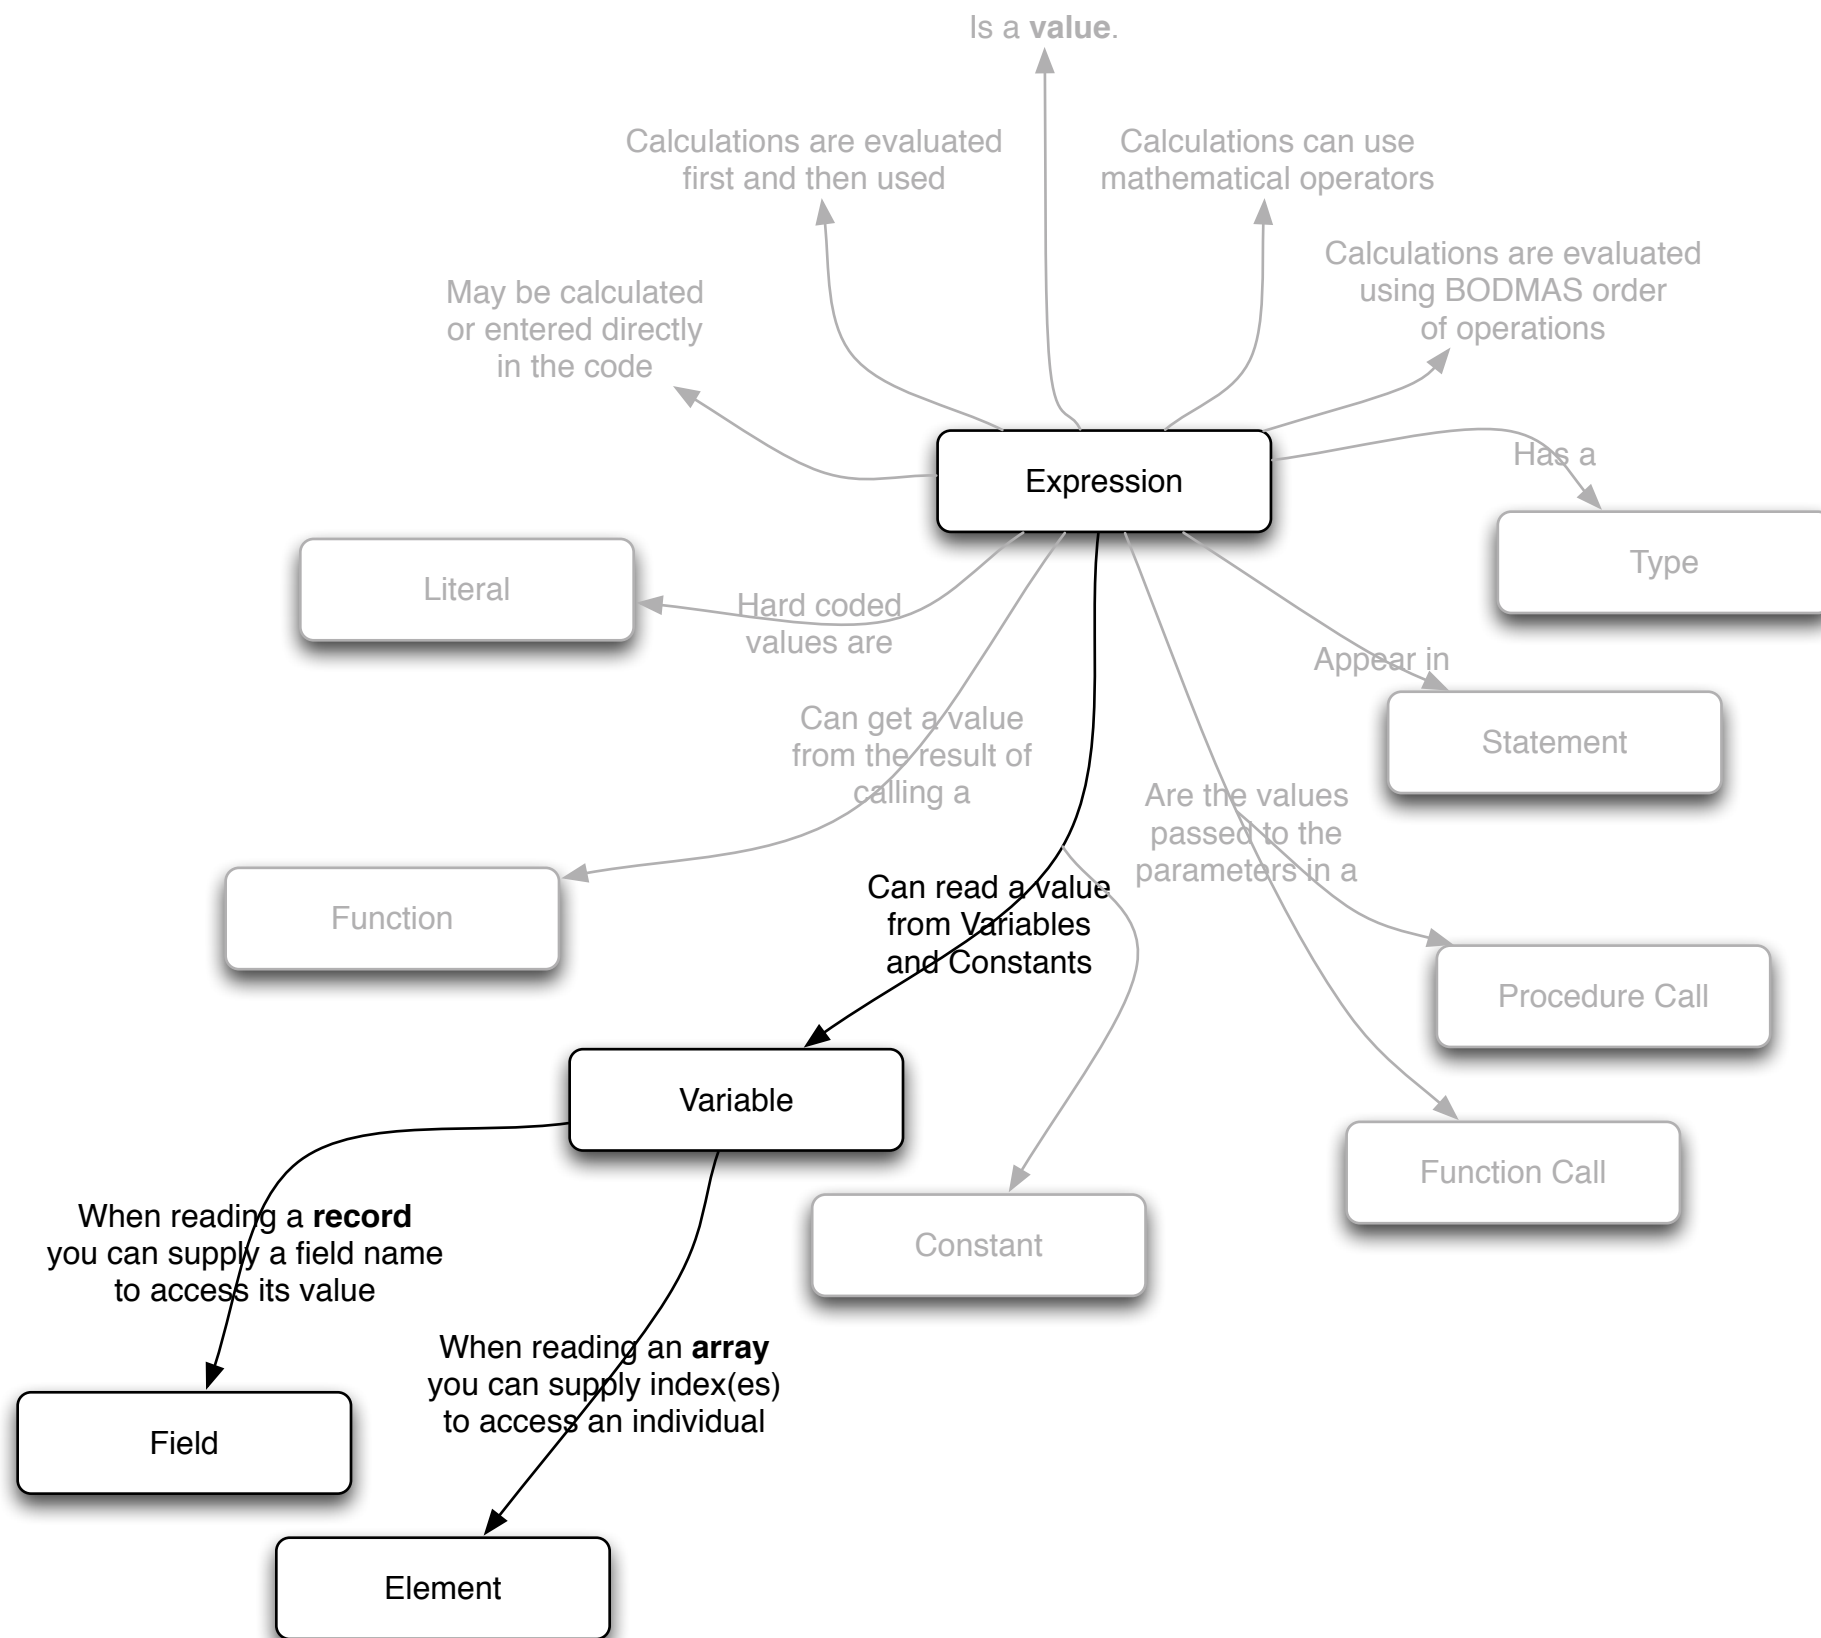 Is a value.
Calculations are evaluated
first and then used
Calculations can use
mathematical operators
Calculations are evaluated
using BODMAS order
of operations
May be calculated
or entered directly
in the code
Expression
Has a
Type
Literal
Hard coded
values are
Appear in
Statement
Can get a value
from the result of
calling a
Are the values
passed to the
parameters in a
Function
Can read a value
from Variables
and Constants
Procedure Call
Variable
Function Call
Constant
When reading a record
you can supply a field name
to access its value
When reading an array
you can supply index(es)
to access an individual
Field
Element